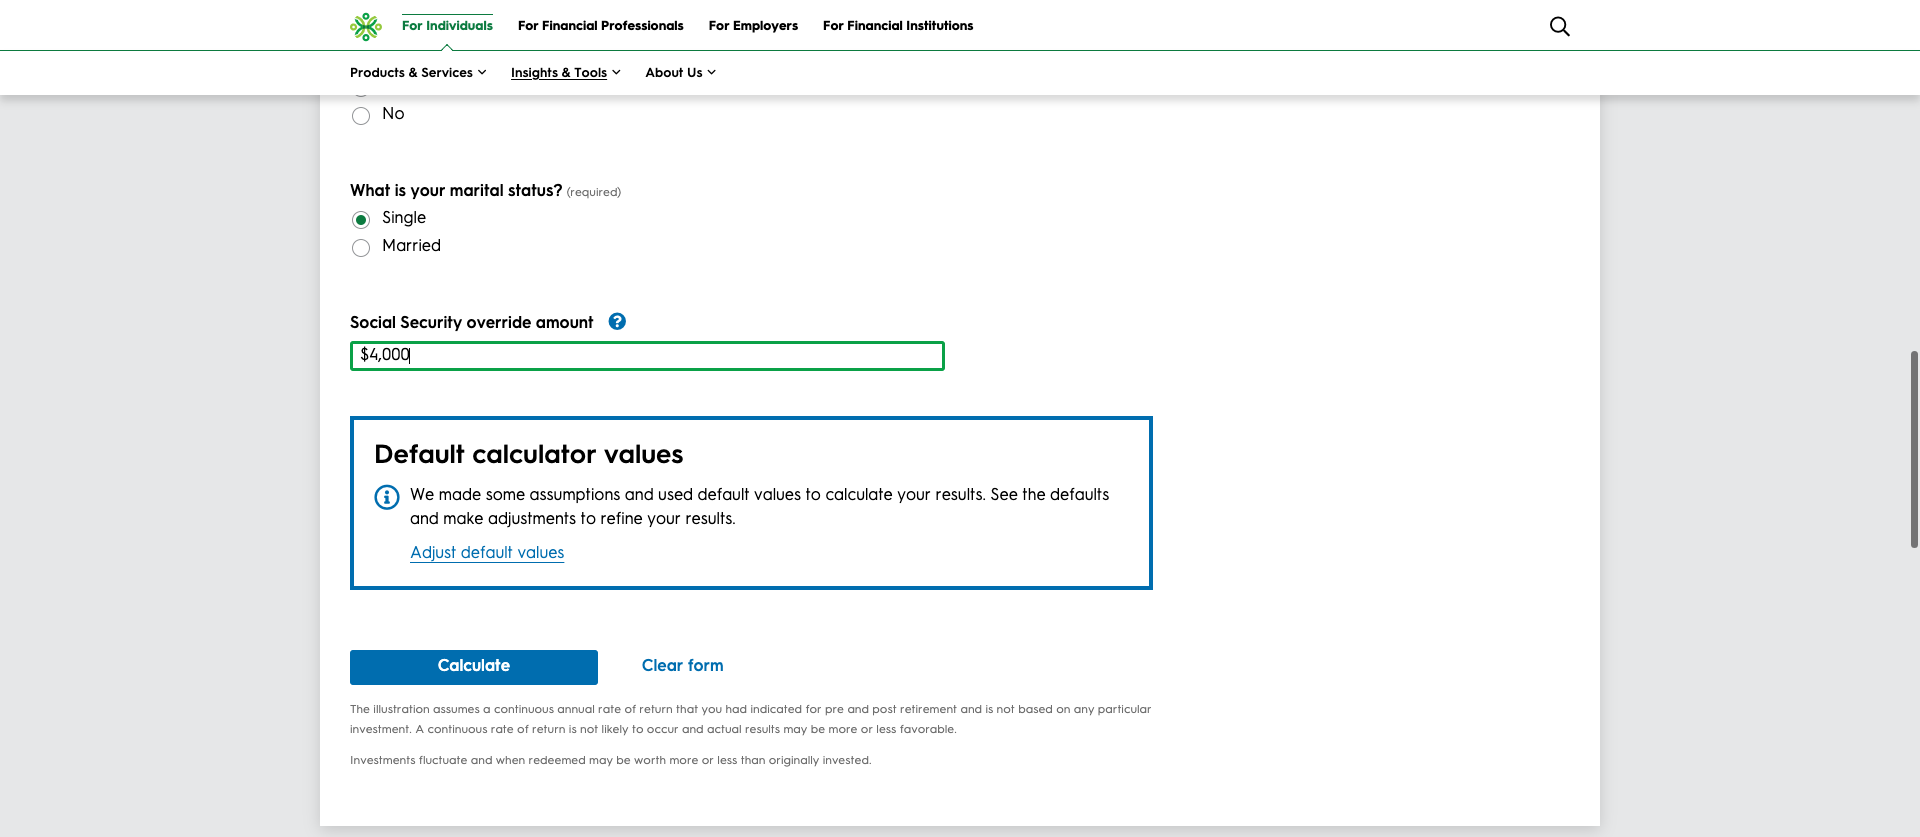 For Individuals
For Financial Professionals
For Employers
For Financial Institutions
Products & Services
Insights & Tools
About Us
No
What is your marital status? (required)
Single
Married
Social Security override amount
$4,000
Default calculator values
We made some assumptions and used default values to calculate your results. See the defaults
and make adjustments to refine your results.
Adjust default values
Calculate
Clear form
The illustration assumes a continuous annual rate of return that you had indicated for pre and post retirement and is not based on any particular
investment. A continuous rate of return is not likely to occur and actual results may be more or less favorable.
Investments fluctuate and when redeemed may be worth more or less than originally invested.